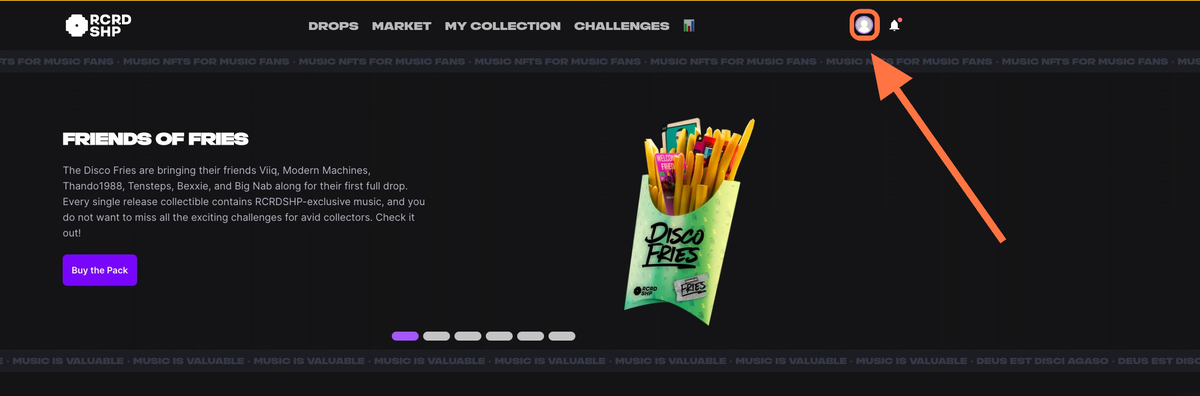 RCRD
SHP
DROPS MARKET MY COLLECTION CHALLENGES
TS FOR MUSIC FANS · MUSIC NFTS FOR MUSIC FANS · MUSIC NFTS FOR MUSIC FANS · MUSIC NFTS FOR MUSIC FANS · MUSIC NFTS FOR MUSIC FANS · MUSIC NFTS FOR MUSIC FANS · MUSIC NFTS FOR MUSIC FANS · MUS
FRIENDS OF FRIES
The Disco Fries are bringing their friends Viiq, Modern Machines,
Thando1988, Tensteps, Bexxie, and Big Nab along for their first full drop.
Every single release collectible contains RCRDSHP-exclusive music, and you
do not want to miss all the exciting challenges for avid collectors. Check it
out!
Buy the Pack
WELCOME
DISCO
FRIES
RCRD
SHP
FRIES
E · MUSIC IS VALUABLE · MUSIC IS VALUABLE · MUSIC IS VALUABLE · MUSIC IS VALUABLE · MUSIC IS VALUABLE · MUSIC IS VALUABLE · MUSIC IS VALUABLE · MUSIC IS VALUABLE · DEUS EST DISCI AGASO · DEUS EST DISC